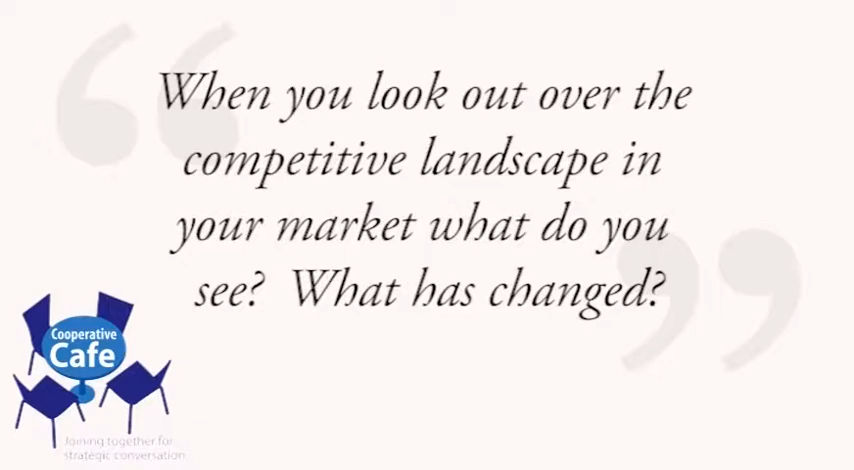 When you look out over the
competitive landscape in
your market what do you
see? What has changed?
Cooperative
Cafe
Joining together for
strategic conversation